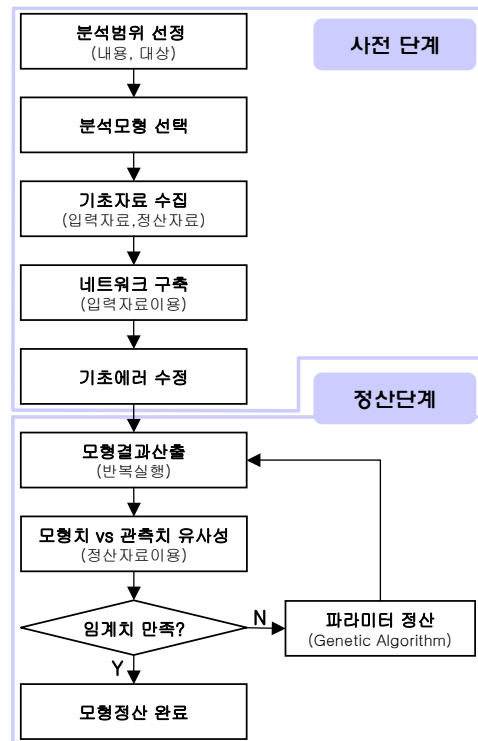 분석범위 선정
(내용, 대상)
사전 단계
분석모형 선택
기초자료 수집
(입력자료,정산자료)
네트워크 구축
(입력자료이용)
기초에러 수정
정산단계
모형결과산출
(반복실행)
모형치 vs 관측치 유사성
(정산자료이용)
임계치 만족?
N
파라미터 정산
(Genetic Algorithm)
Y
모형정산 완료